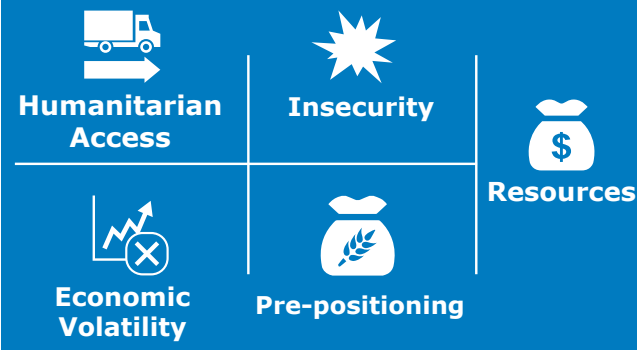 Humanitarian
Access
Insecurity
$
Resources
Economic
Volatility
Pre-positioning